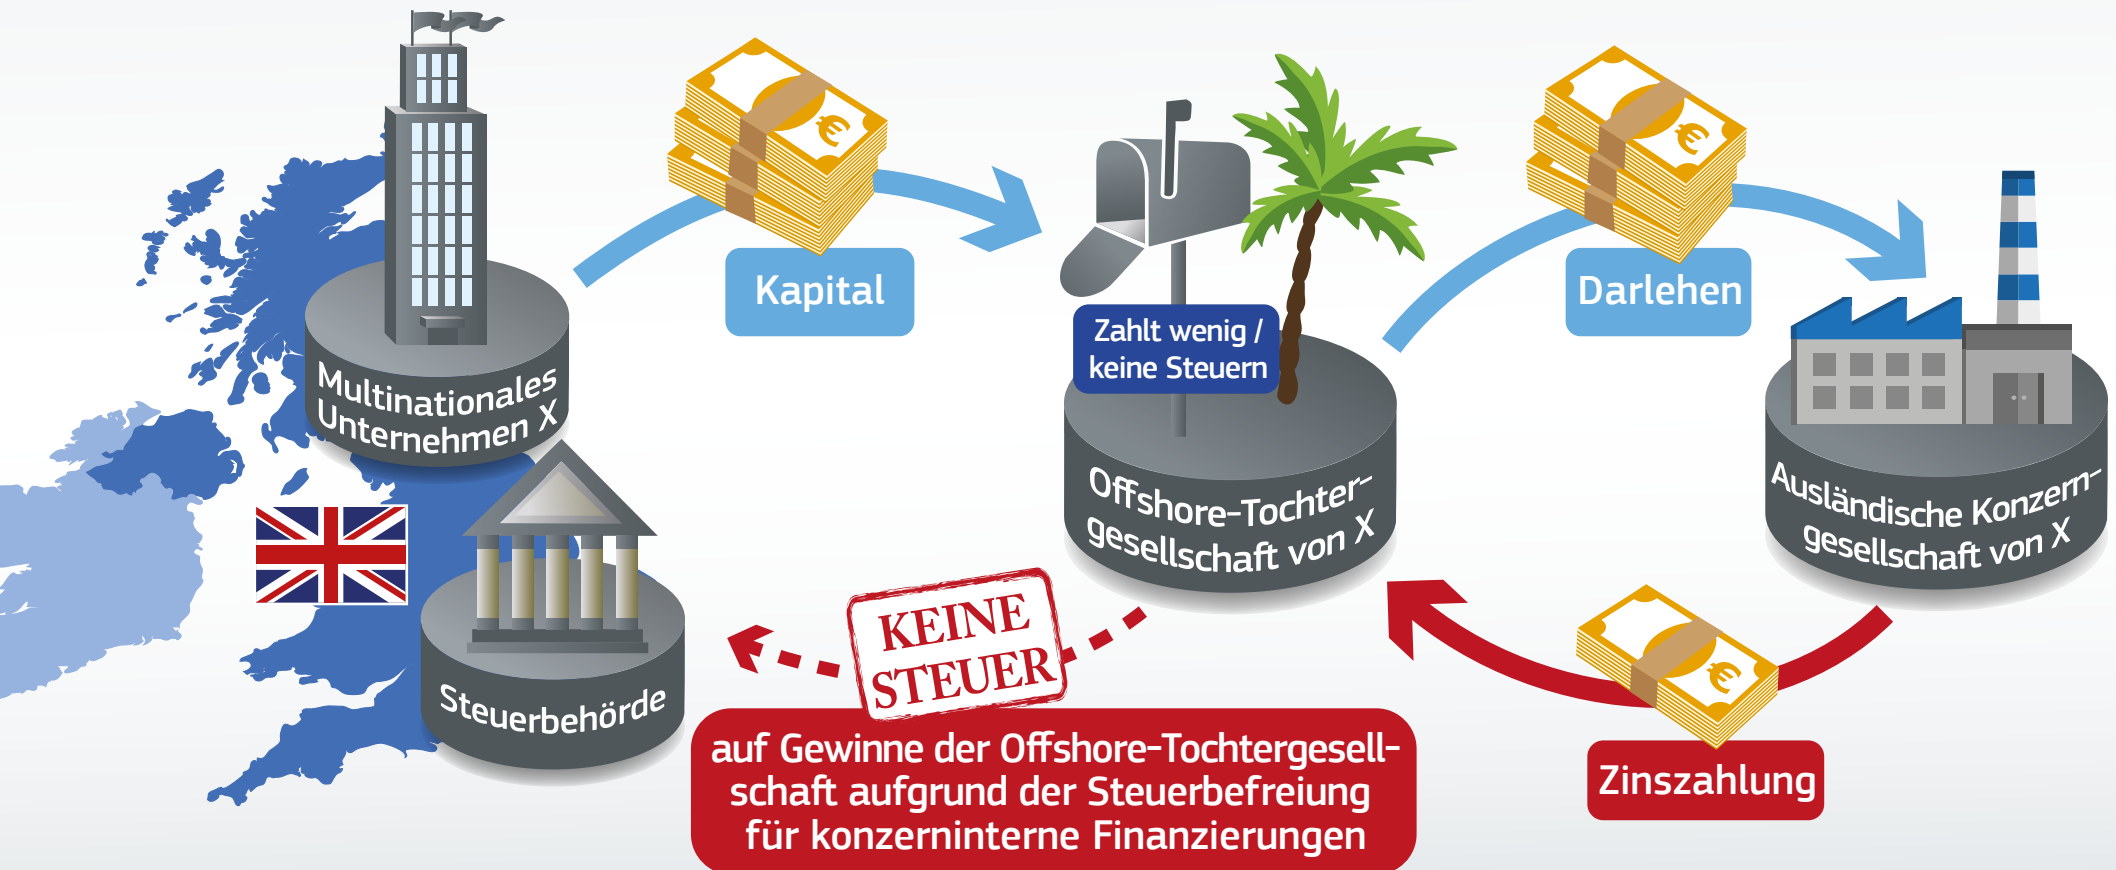 Kapital
Darlehen
Zahlt wenig /
keine Steuern
Multinationales
Unternehmen X
Offshore-Tochter-
gesellschaft von X
Ausländische Konzern-
gesellschaft von X
KEINE
STEUER
Steuerbehörde
auf Gewinne der Offshore-Tochtergesell-
schaft aufgrund der Steuerbefreiung
für konzerninterne Finanzierungen
Zinszahlung